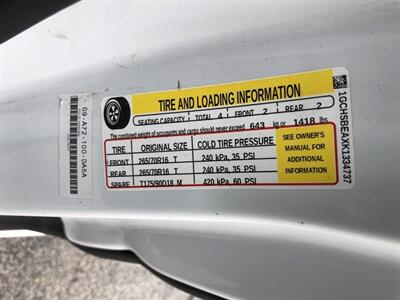 G9-A72-100-0A5A
TIRE AND LOADING INFORMATION
SEATING CAPACITY TOTAL 4 FRONT 2 REAR 2
The combined weight of occupants and cargo should never exceed 643 kg or 1418 lbs
TIRE ORIGINAL SIZE COLD TIRE PRESSURE
FRONT 265/70R16 T 240 kPa, 35 PSI
REAR 265/70R16 T 240 kPa, 35 PSI
SPARE T175/90D18 M 420 kPa, 60 PSI
SEE OWNER'S
MANUAL FOR
ADDITIONAL
INFORMATION
1GCHSBEAXK1334737